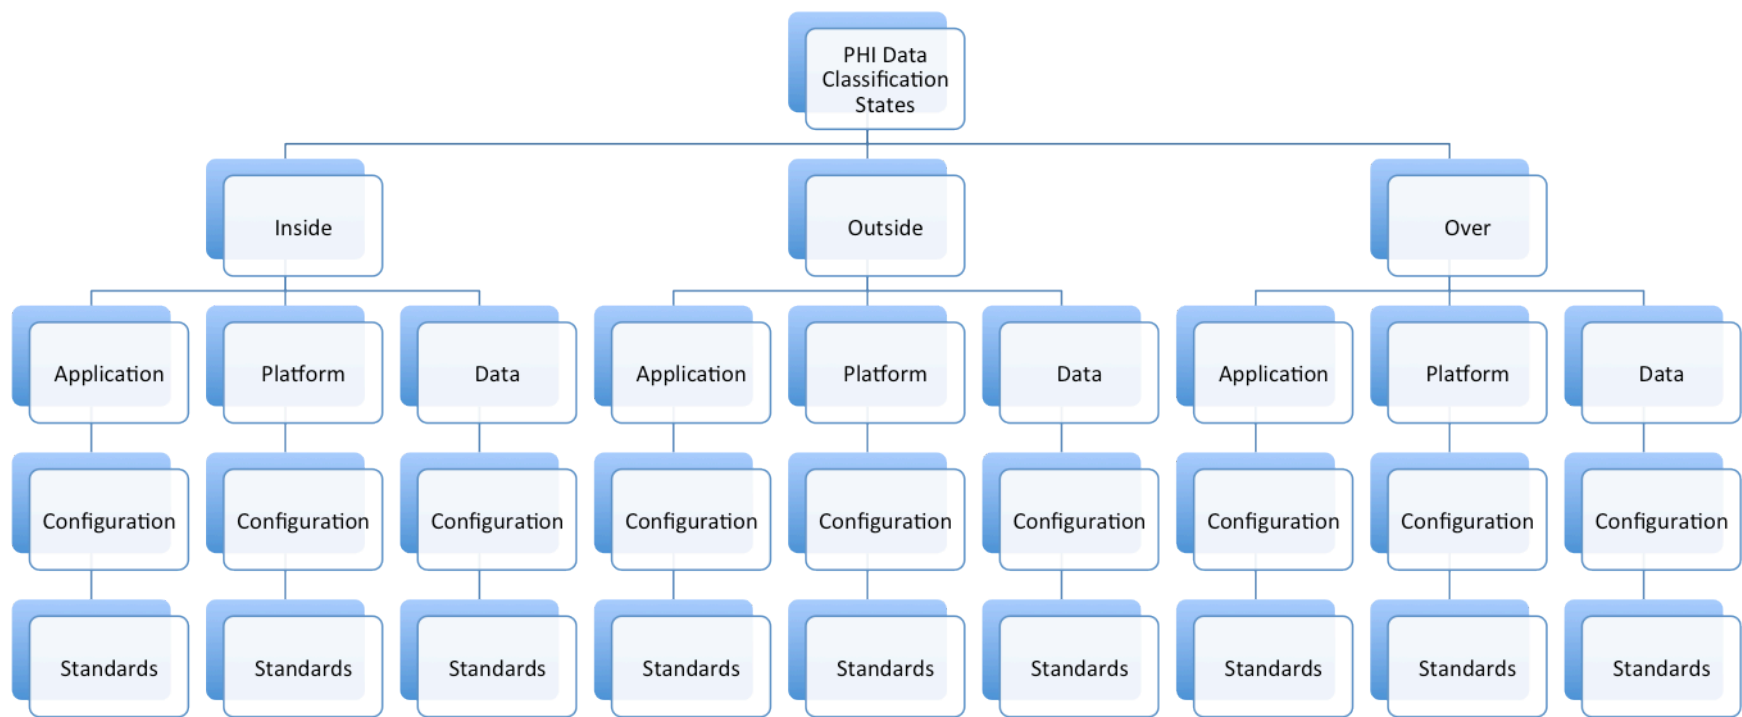 PHI Data
Classification
States
Inside
Outside
Over
Application
Platform
Data
Application
Platform
Data
Application
Platform
Data
Configuration
Configuration
Configuration
Configuration
Configuration
Configuration
Configuration
Configuration
Configuration
Standards
Standards
Standards
Standards
Standards
Standards
Standards
Standards
Standards